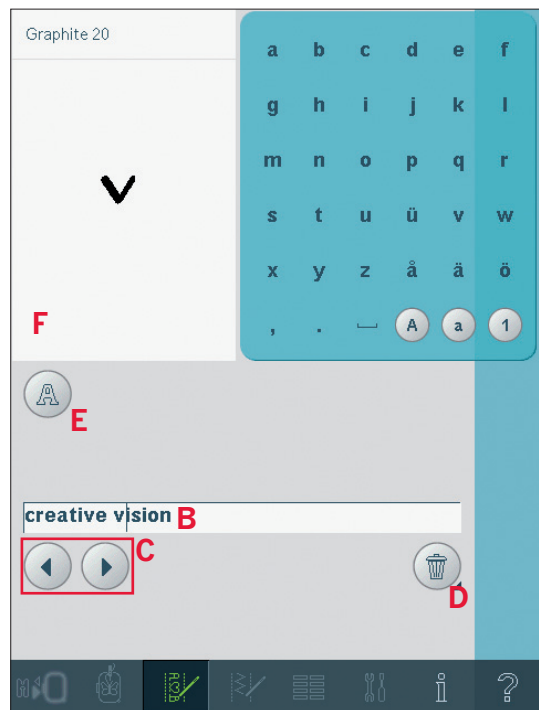 Graphite 20
a b c d e f
g h i j k l
m n o p q r
s t u ü v w
x y z å ä ö
, . A a 1
v
F
A
E
creative vision B
C
D
i ?